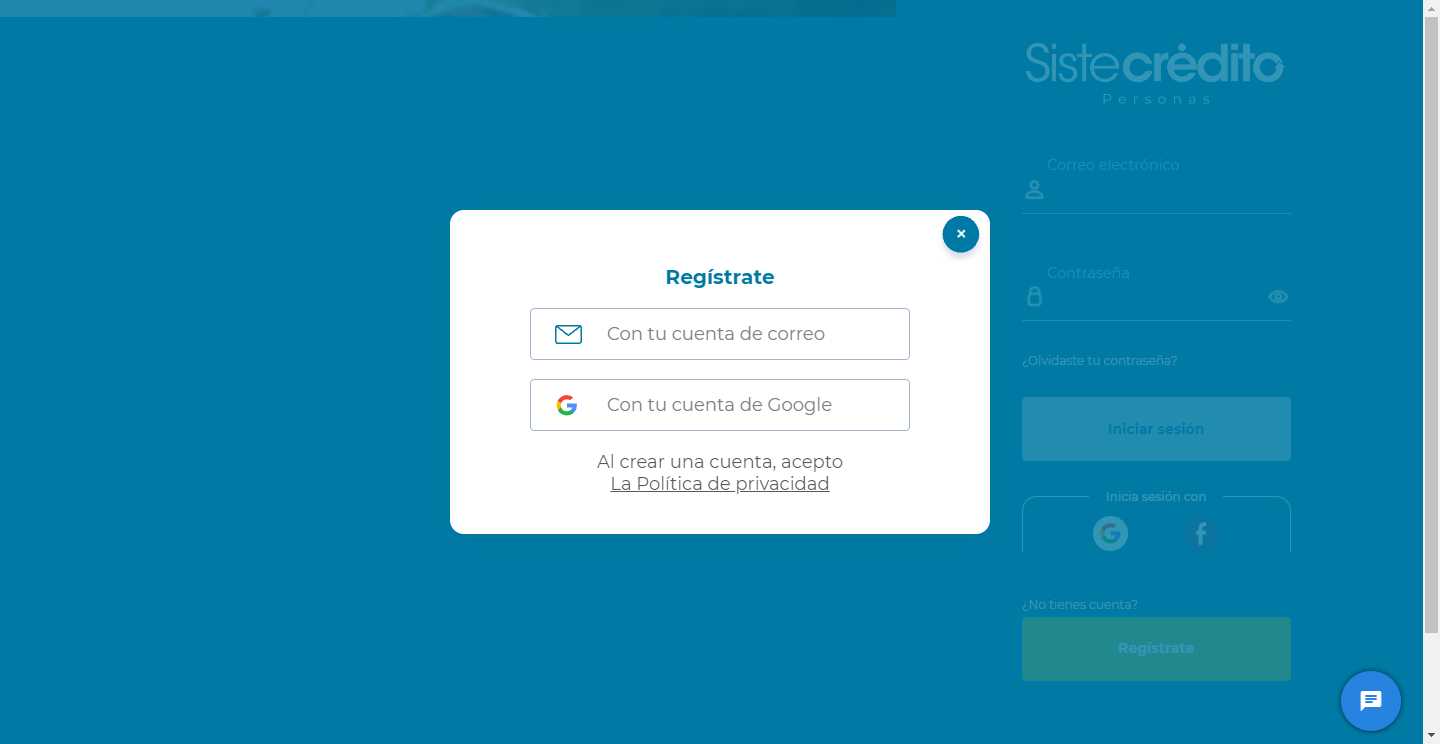 Sistecrédito
Personas
Correo electrónico
Contraseña
¿Olvidaste tu contraseña?
Iniciar sesión
Inicia sesión con
¿No tienes cuenta?
Regístrate
×
Regístrate
Con tu cuenta de correo
Con tu cuenta de Google
Al crear una cuenta, acepto
La Política de privacidad